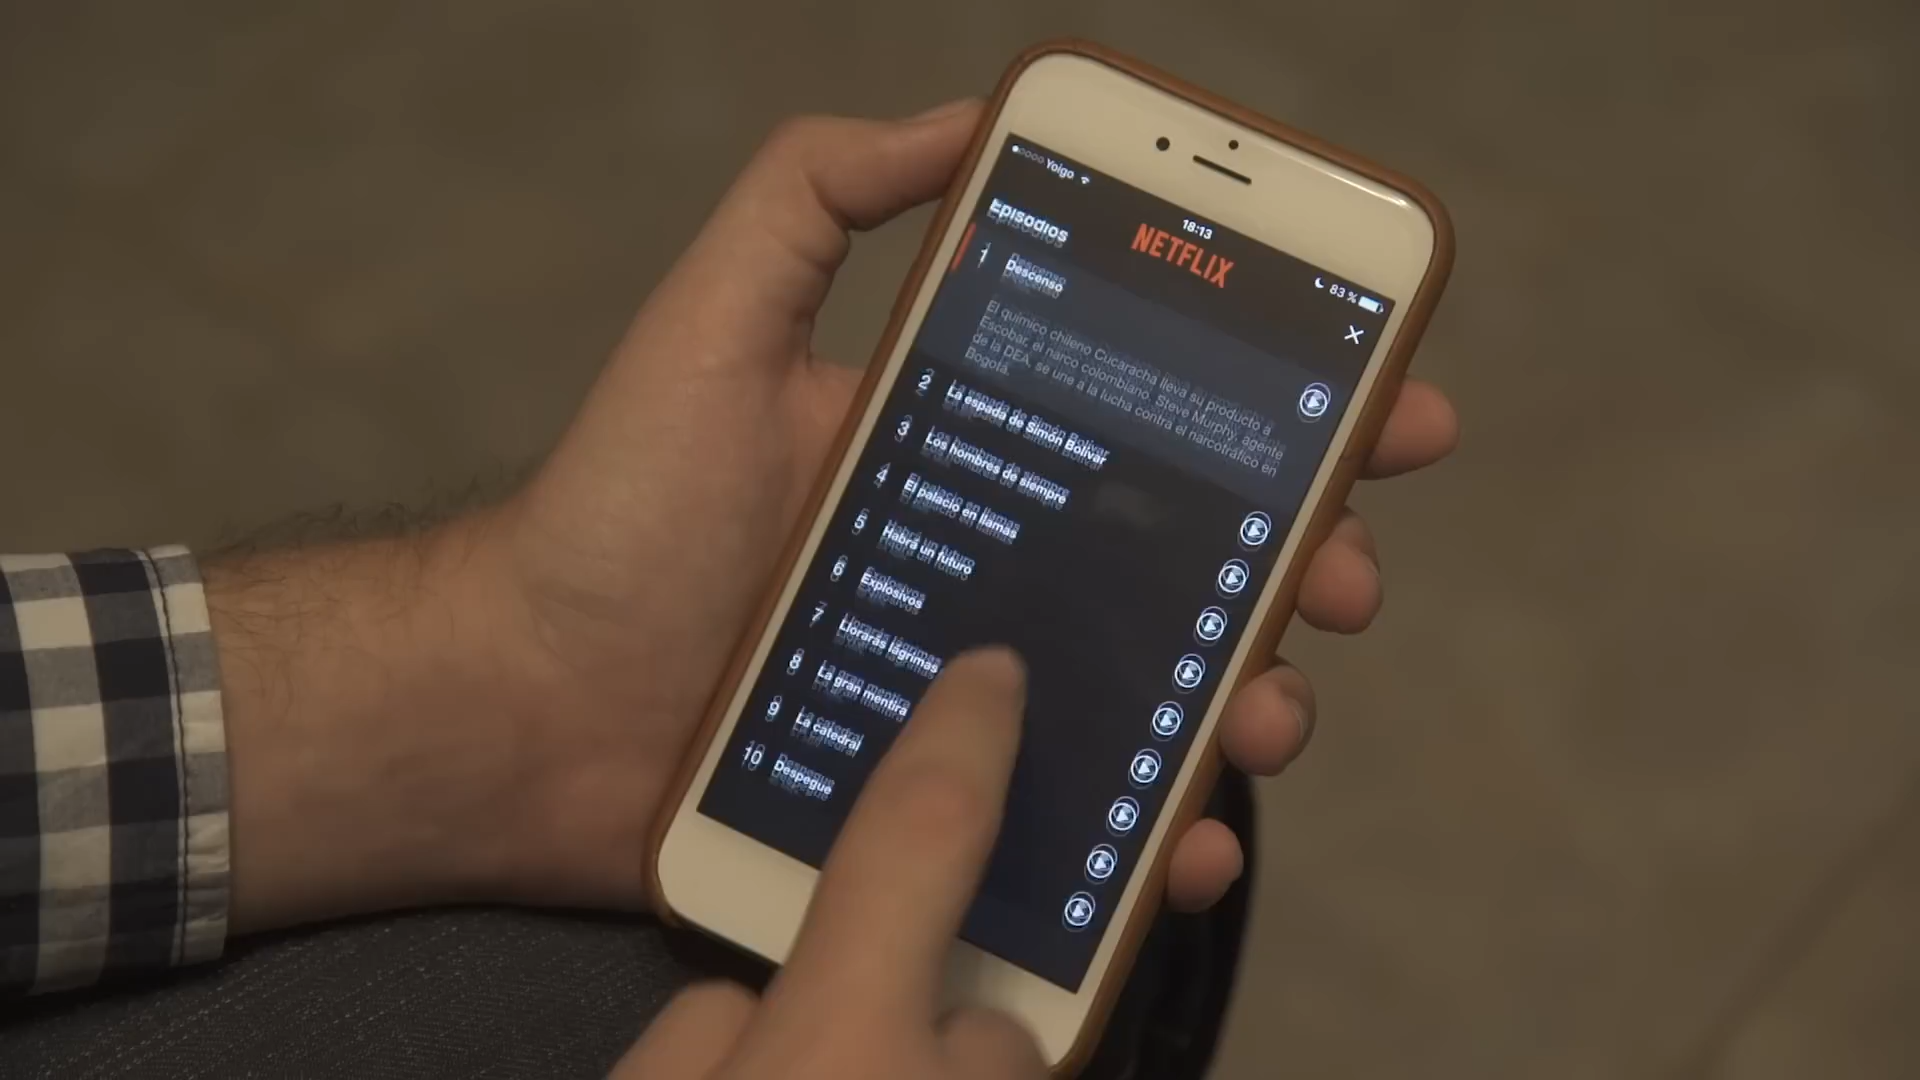 Yoigo
18:13
83 %
Episodios
NETFLIX
1 Descenso
El químico chileno Cucaracha lleva su producto a
Escobar, el narco colombiano. Steve Murphy, agente
de la DEA, se une a la lucha contra el narcotráfico en
Bogotá.
2 La espada de Simón Bolívar
3 Los hombres de siempre
4 El palacio en llamas
5 Habrá un futuro
6 Explosivos
7 Llorarás lágrimas
8 La gran mentira
9 La catedral
10 Despegue